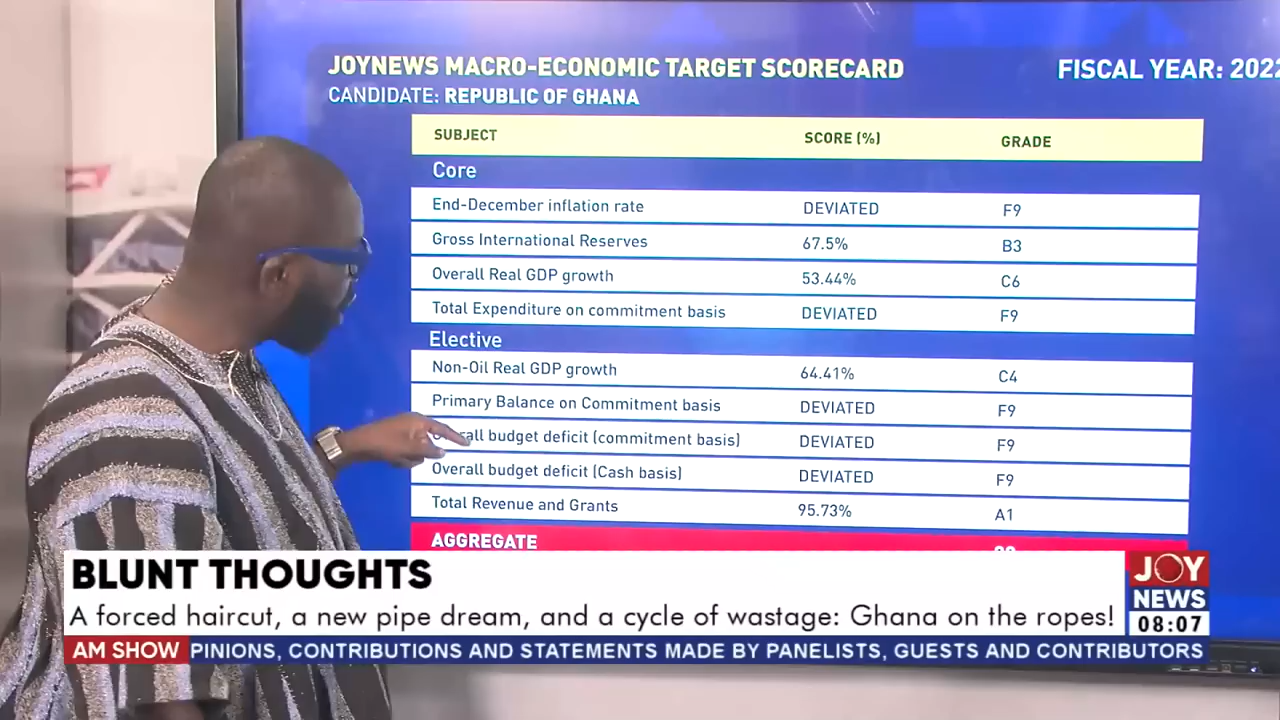 JOYNEWS MACRO-ECONOMIC TARGET SCORECARD FISCAL YEAR: 2022
CANDIDATE: REPUBLIC OF GHANA
SUBJECT SCORE (%) GRADE
Core
End-December inflation rate DEVIATED F9
Gross International Reserves 67.5% B3
Overall Real GDP growth 53.44% C6
Total Expenditure on commitment basis DEVIATED F9
Elective
Non-Oil Real GDP growth 64.41% C4
Primary Balance on Commitment basis DEVIATED F9
Overall budget deficit (commitment basis) DEVIATED F9
Overall budget deficit (Cash basis) DEVIATED F9
Total Revenue and Grants 95.73% A1
AGGREGATE
BLUNT THOUGHTS
A forced haircut, a new pipe dream, and a cycle of wastage: Ghana on the ropes!
JOY
NEWS
08:07
AM SHOW PINIONS, CONTRIBUTIONS AND STATEMENTS MADE BY PANELISTS, GUESTS AND CONTRIBUTORS